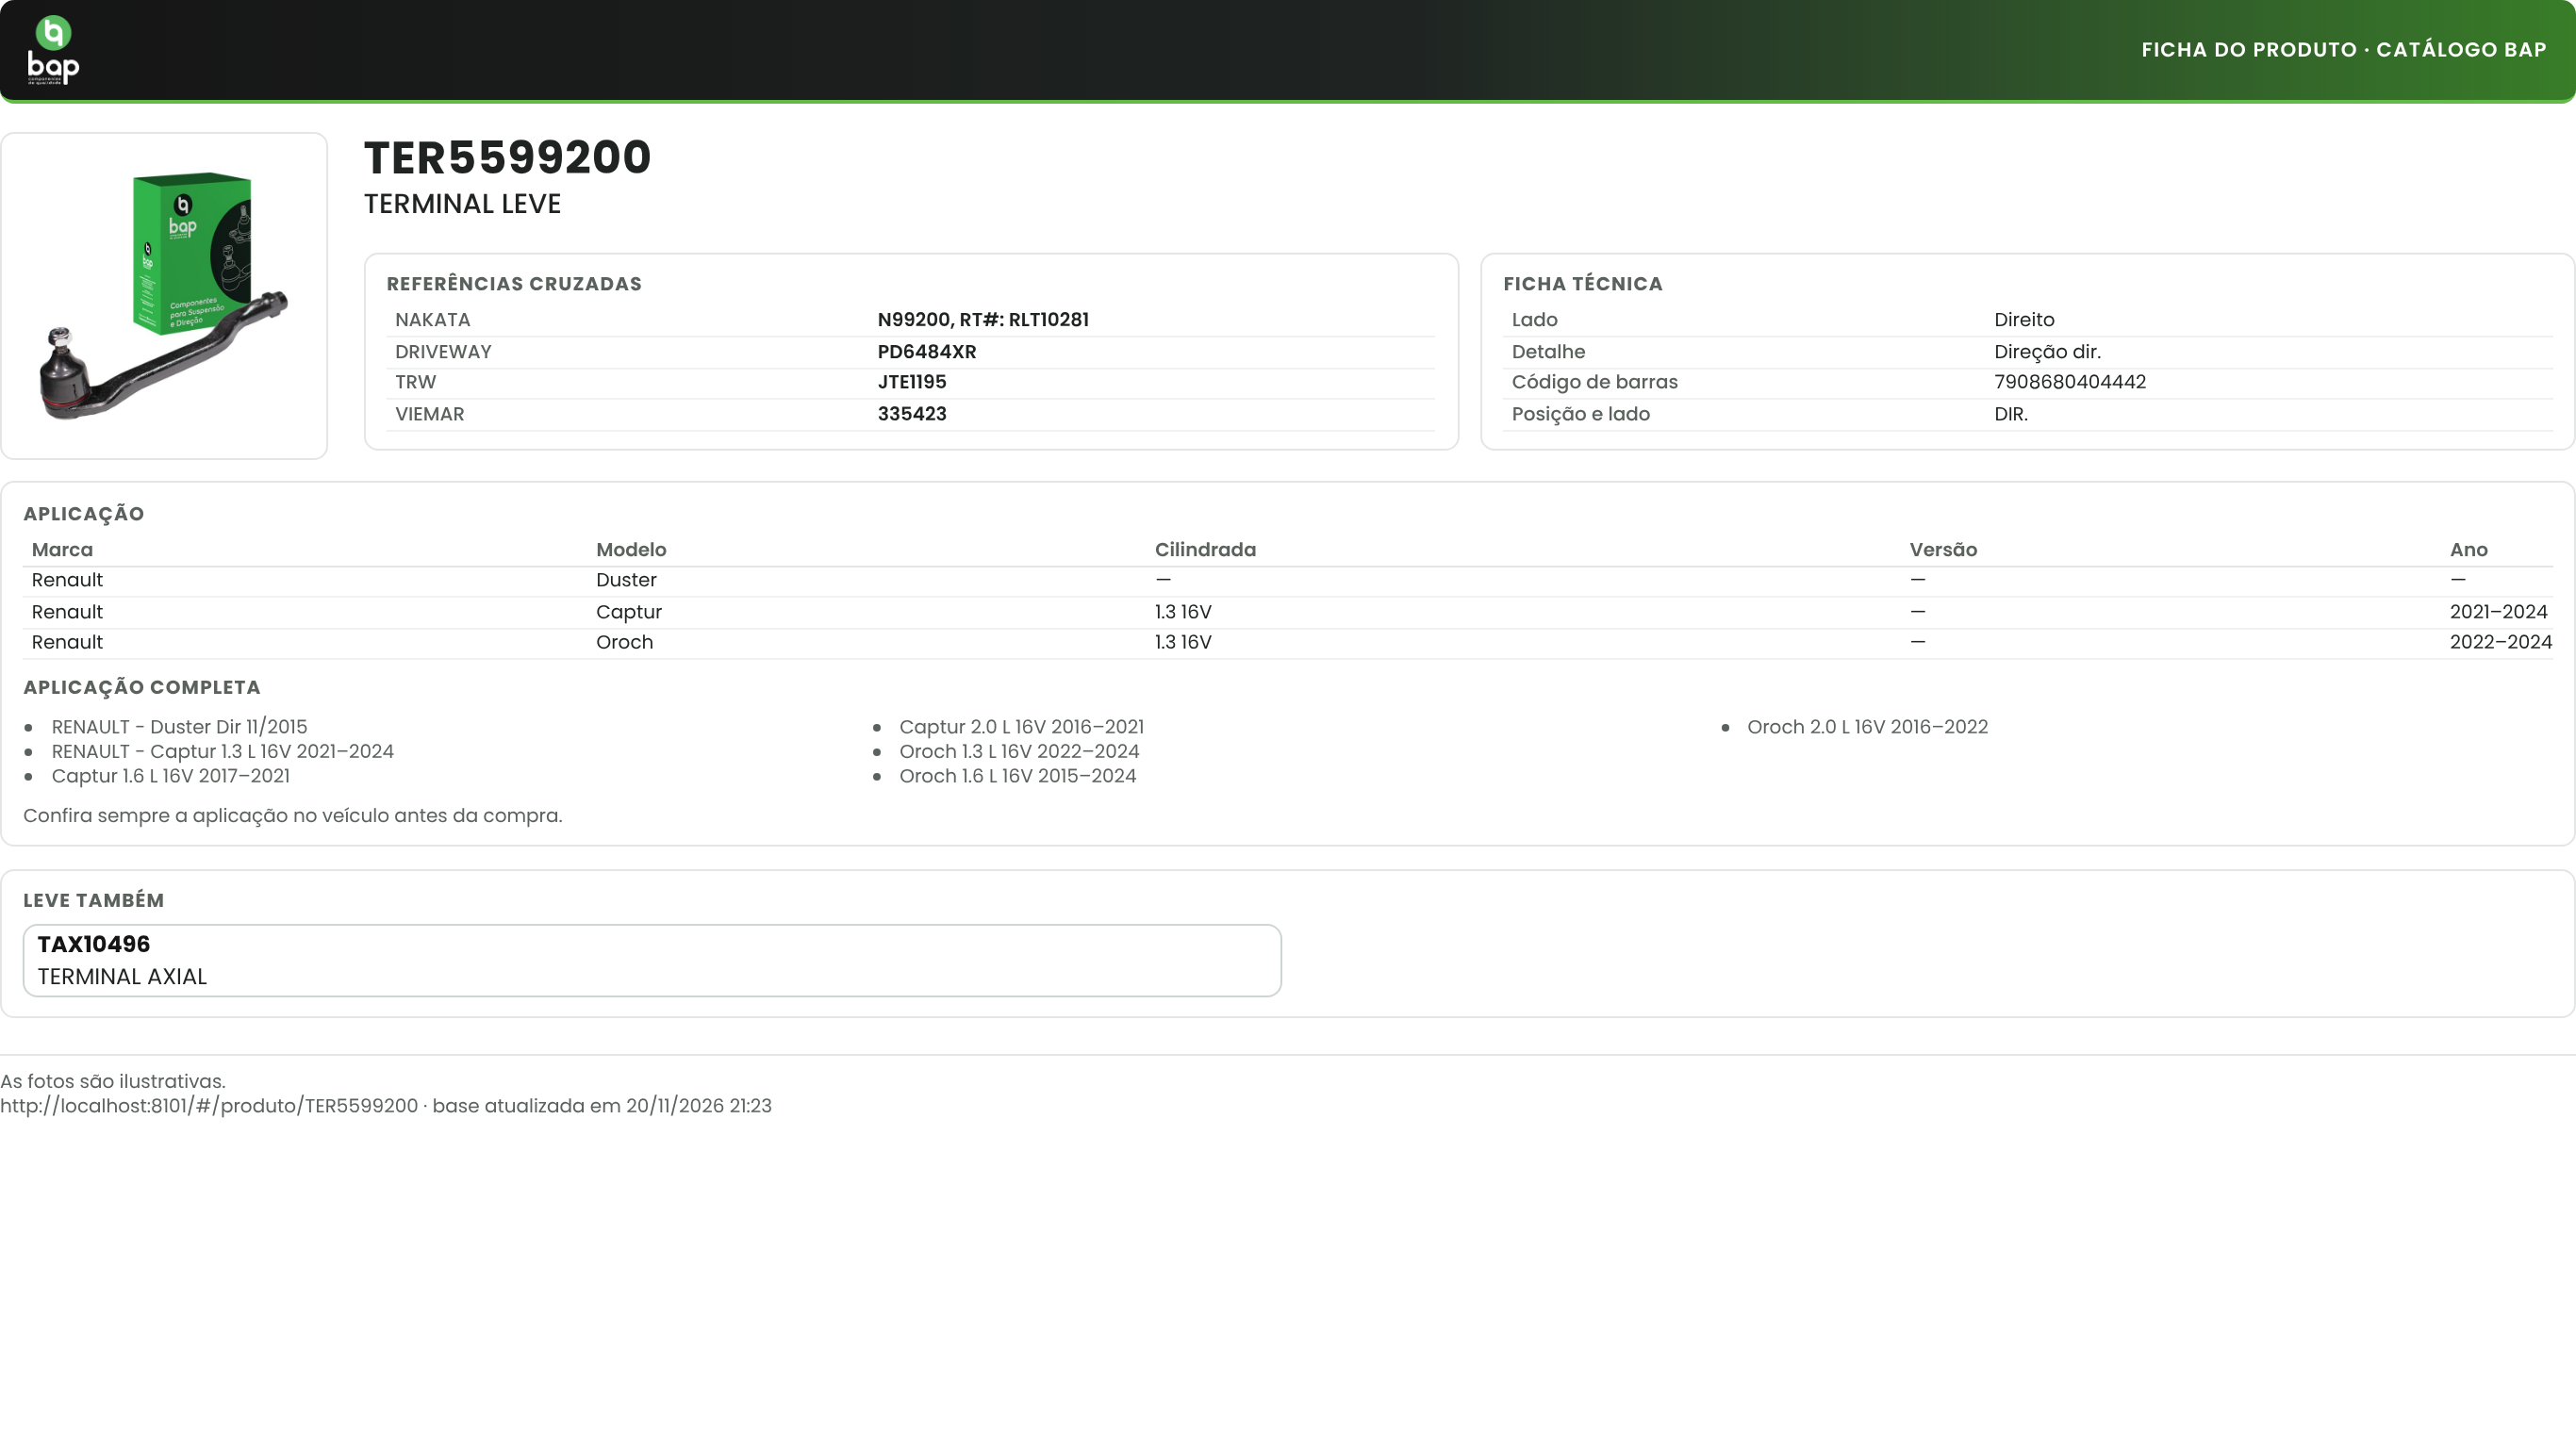 bap
FICHA DO PRODUTO · CATÁLOGO BAP
bap
bap
Componentes
para Suspensão
e Direção
TER5599200
TERMINAL LEVE
REFERÊNCIAS CRUZADAS
NAKATA N99200, RT#: RLT10281
DRIVEWAY PD6484XR
TRW JTE1195
VIEMAR 335423
FICHA TÉCNICA
Lado Direito
Detalhe Direção dir.
Código de barras 7908680404442
Posição e lado DIR.
APLICAÇÃO
Marca Modelo Cilindrada Versão Ano
Renault Duster — — —
Renault Captur 1.3 16V — 2021–2024
Renault Oroch 1.3 16V — 2022–2024
APLICAÇÃO COMPLETA
• RENAULT - Duster Dir 11/2015
• RENAULT - Captur 1.3 L 16V 2021–2024
• Captur 1.6 L 16V 2017–2021
• Captur 2.0 L 16V 2016–2021
• Oroch 1.3 L 16V 2022–2024
• Oroch 1.6 L 16V 2015–2024
• Oroch 2.0 L 16V 2016–2022
Confira sempre a aplicação no veículo antes da compra.
LEVE TAMBÉM
TAX10496
TERMINAL AXIAL
As fotos são ilustrativas.
http://localhost:8101/#/produto/TER5599200 · base atualizada em 20/11/2026 21:23